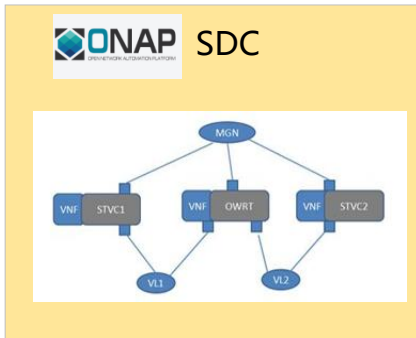 ONAP SDC
OPEN NETWORK AUTOMATION PLATFORM
MGN
VNF STVC1 VNF OWRT VNF STVC2
VL1 VL2